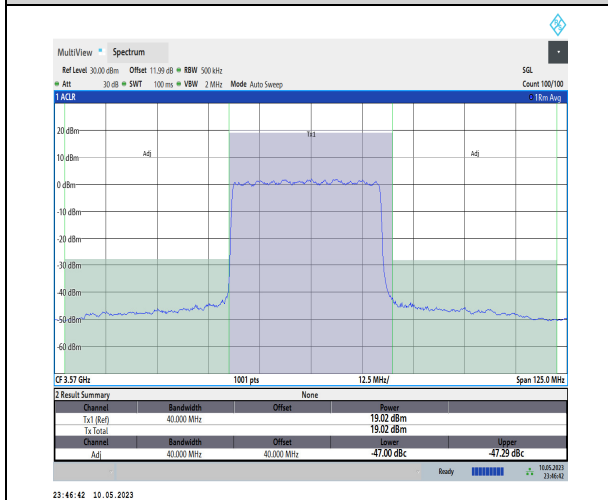 MultiView Spectrum
Ref Level 30.00 dBm Offset 11.99 dB RBW 500 kHz SGL
Att 30 dB SWT 100 ms VBW 2 MHz Mode Auto Sweep Count 100/100
1 ACLR 1Rm Avg
20 dBm
Tx1
10 dBm
Adj Adj
0 dBm
-10 dBm
-20 dBm
-30 dBm
-40 dBm
-50 dBm
-60 dBm
CF 3.57 GHz 1001 pts 12.5 MHz/ Span 125.0 MHz
2 Result Summary None
Channel Bandwidth Offset Power
Tx1 (Ref) 40.000 MHz 19.02 dBm
Tx Total 19.02 dBm
Channel Bandwidth Offset Lower Upper
Adj 40.000 MHz 40.000 MHz -47.00 dBc -47.29 dBc
Ready 10.05.2023
23:46:42
23:46:42 10.05.2023